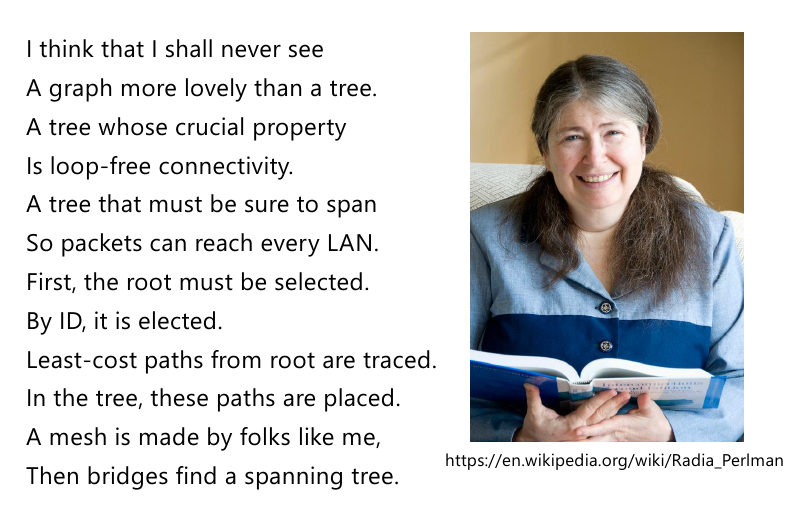 I think that I shall never see
A graph more lovely than a tree.
A tree whose crucial property
Is loop-free connectivity.
A tree that must be sure to span
So packets can reach every LAN.
First, the root must be selected.
By ID, it is elected.
Least-cost paths from root are traced.
In the tree, these paths are placed.
A mesh is made by folks like me,
Then bridges find a spanning tree.
https://en.wikipedia.org/wiki/Radia_Perlman